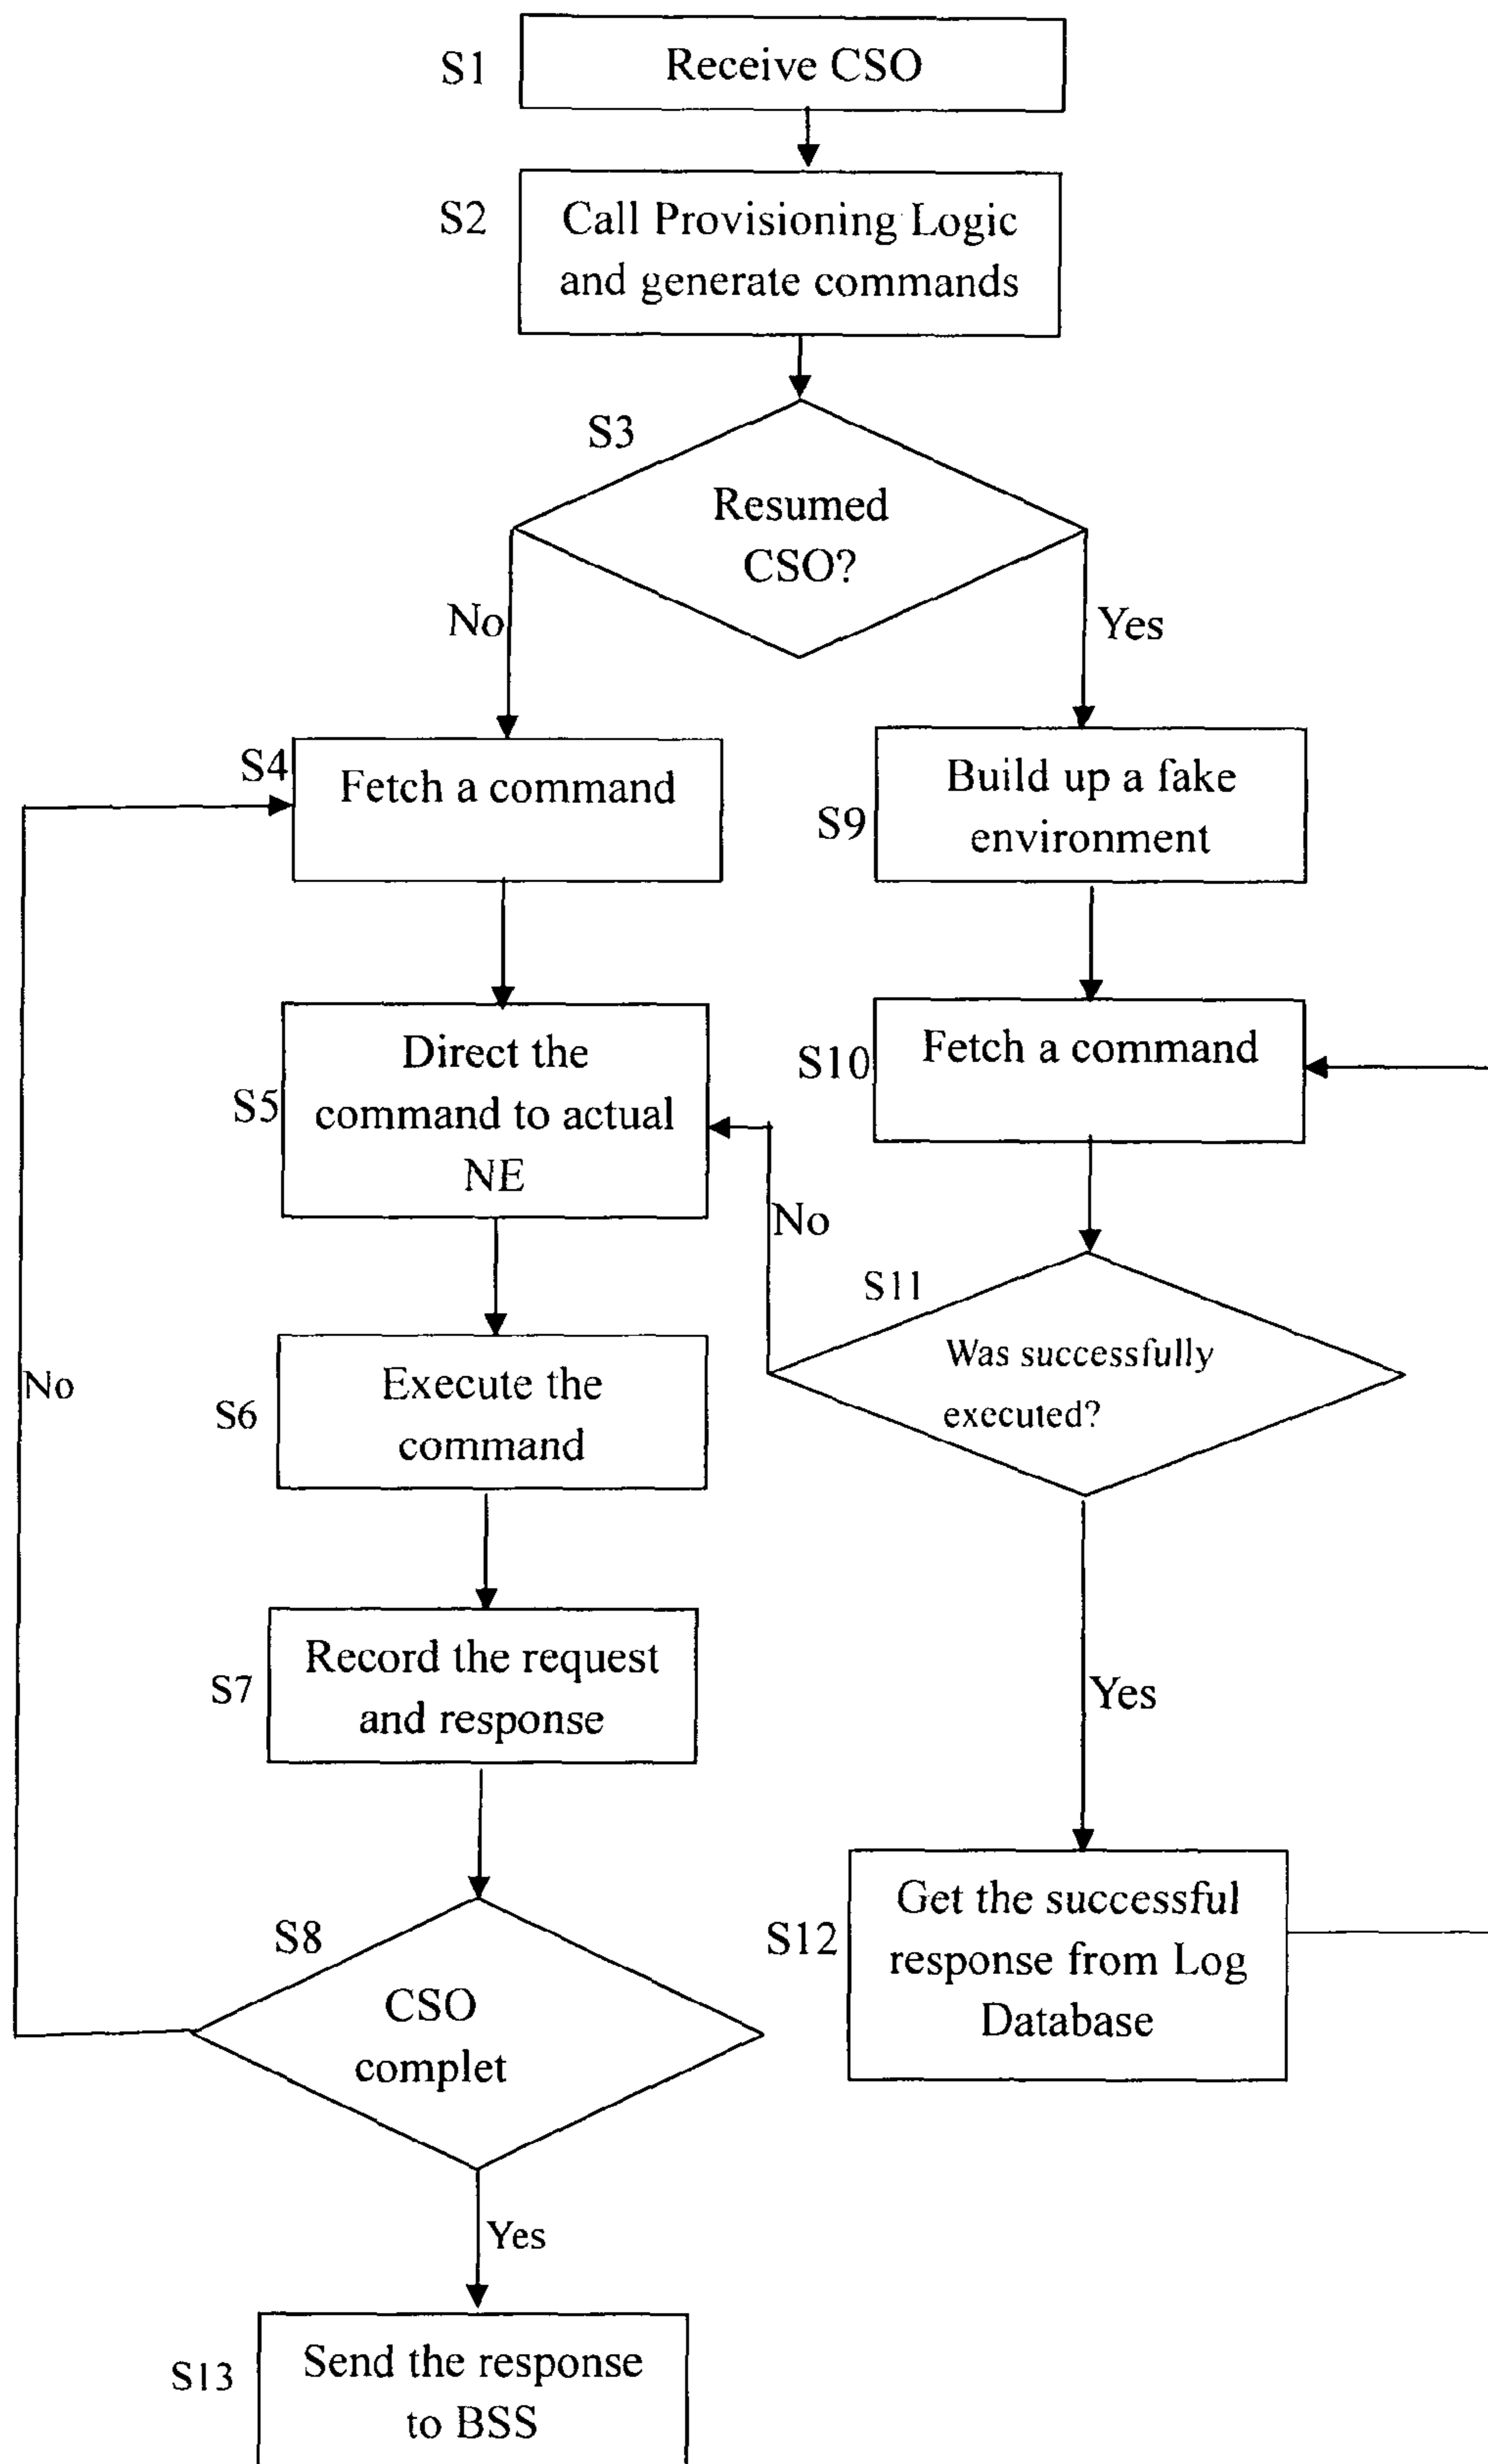 S1
Receive CSO
S2
Call Provisioning Logic
and generate commands
S3
Resumed
CSO?
No
Yes
S4
Fetch a command
S9
Build up a fake
environment
S5
Direct the
command to actual
NE
S10
Fetch a command
No
S11
Was successfully
executed?
No
S6
Execute the
command
S7
Record the request
and response
Yes
S8
CSO
complet
S12
Get the successful
response from Log
Database
Yes
S13
Send the response
to BSS